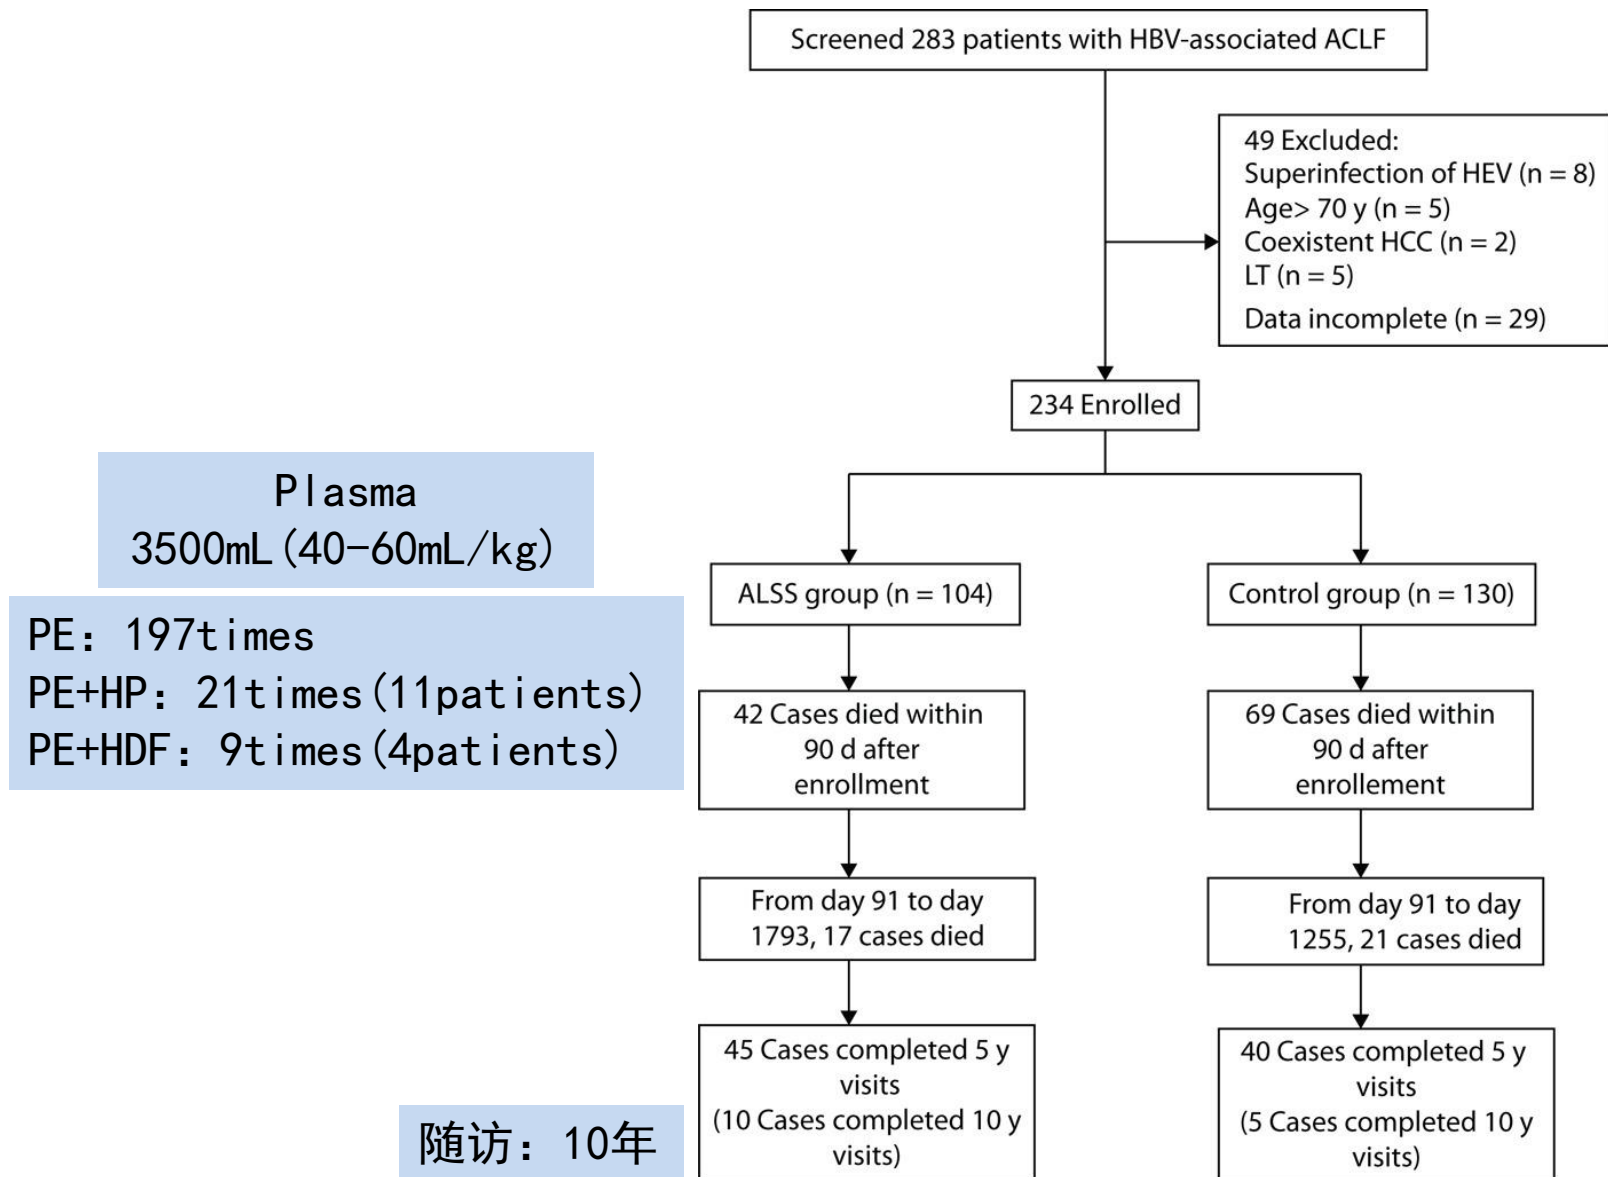 Screened 283 patients with HBV-associated ACLF
49 Excluded:
Superinfection of HEV (n = 8)
Age> 70 y (n = 5)
Coexistent HCC (n = 2)
LT (n = 5)
Data incomplete (n = 29)
234 Enrolled
Plasma
3500mL(40-60mL/kg)
PE：197times
PE+HP：21times(11patients)
PE+HDF：9times(4patients)
ALSS group (n = 104)
Control group (n = 130)
42 Cases died within
90 d after
enrollment
69 Cases died within
90 d after
enrollement
From day 91 to day
1793, 17 cases died
From day 91 to day
1255, 21 cases died
45 Cases completed 5 y
visits
(10 Cases completed 10 y
visits)
40 Cases completed 5 y
visits
(5 Cases completed 10 y
visits)
随访：10年